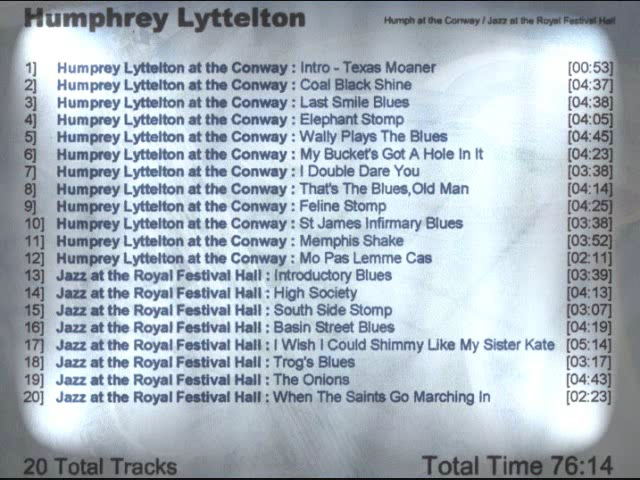 Humphrey Lyttelton
Humph at the Conway / Jazz at the Royal Festival Hall
1] Humprey Lyttelton at the Conway : Intro - Texas Moaner [00:53]
2] Humprey Lyttelton at the Conway : Coal Black Shine [04:37]
3] Humprey Lyttelton at the Conway : Last Smile Blues [04:38]
4] Humprey Lyttelton at the Conway : Elephant Stomp [04:05]
5] Humprey Lyttelton at the Conway : Wally Plays The Blues [04:45]
6] Humprey Lyttelton at the Conway : My Bucket's Got A Hole In It [04:23]
7] Humprey Lyttelton at the Conway : I Double Dare You [03:38]
8] Humprey Lyttelton at the Conway : That's The Blues,Old Man [04:14]
9] Humprey Lyttelton at the Conway : Feline Stomp [04:25]
10] Humprey Lyttelton at the Conway : St James Infirmary Blues [03:38]
11] Humprey Lyttelton at the Conway : Memphis Shake [03:52]
12] Humprey Lyttelton at the Conway : Mo Pas Lemme Cas [02:11]
13] Jazz at the Royal Festival Hall : Introductory Blues [03:39]
14] Jazz at the Royal Festival Hall : High Society [04:13]
15] Jazz at the Royal Festival Hall : South Side Stomp [03:07]
16] Jazz at the Royal Festival Hall : Basin Street Blues [04:19]
17] Jazz at the Royal Festival Hall : I Wish I Could Shimmy Like My Sister Kate [05:14]
18] Jazz at the Royal Festival Hall : Trog's Blues [03:17]
19] Jazz at the Royal Festival Hall : The Onions [04:43]
20] Jazz at the Royal Festival Hall : When The Saints Go Marching In [02:23]
20 Total Tracks Total Time 76:14